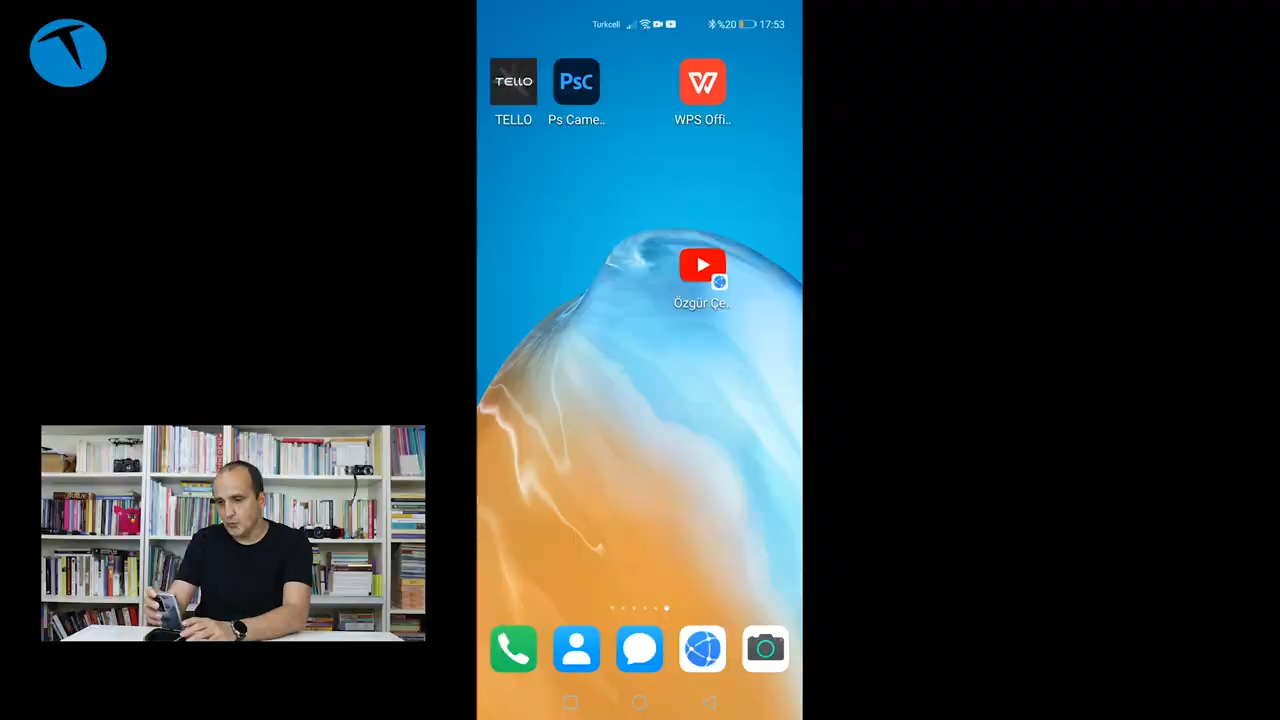 T
Turkcell %20 17:53
TELLO
Psc
TELLO
Ps Came..
WPS Offi..
Özgür Çe..